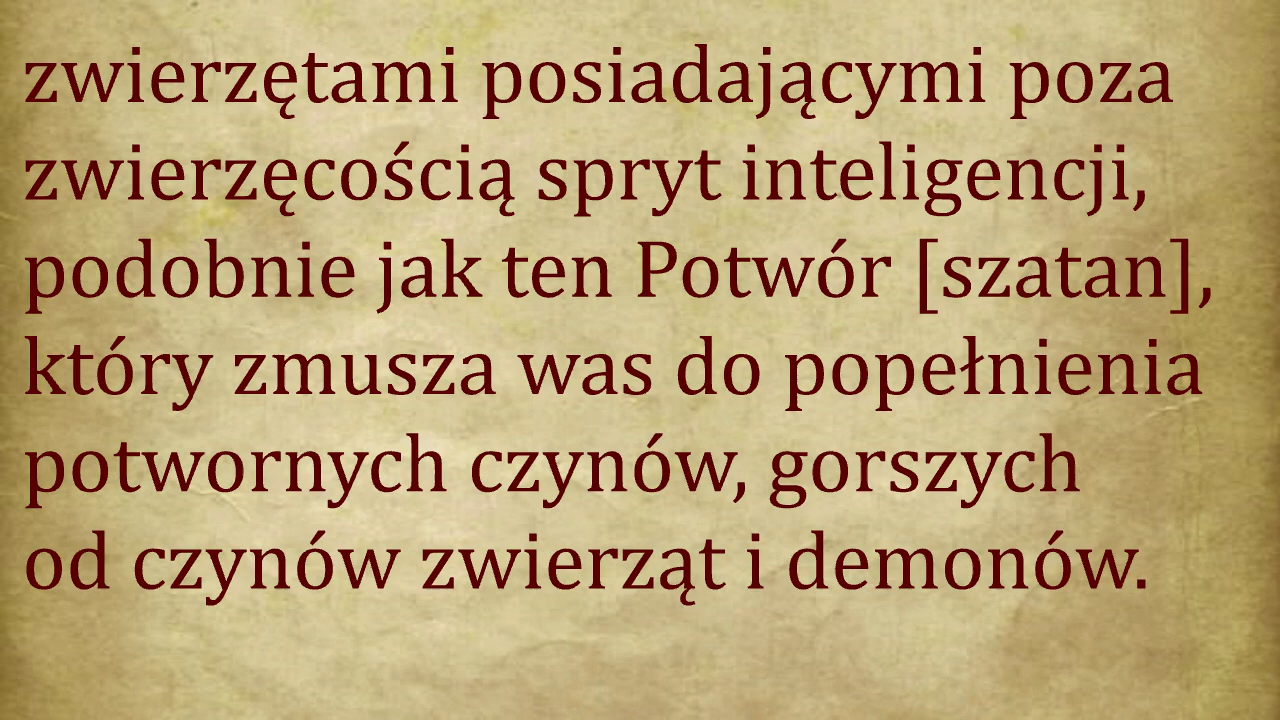 zwierzętami posiadającymi poza
zwierzęcością spryt inteligencji,
podobnie jak ten Potwór [szatan],
który zmusza was do popełnienia
potwornych czynów, gorszych
od czynów zwierząt i demonów.